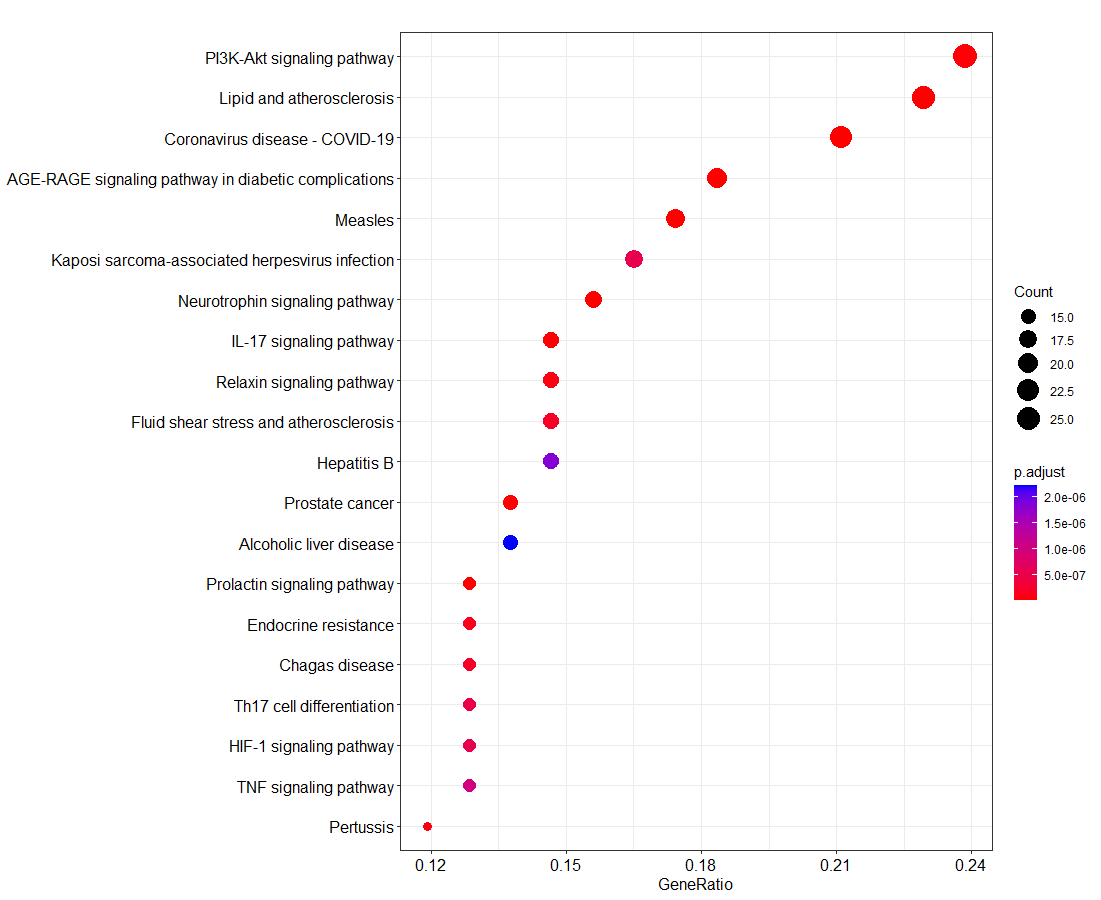 PI3K-Akt signaling pathway
Lipid and atherosclerosis
Coronavirus disease - COVID-19
AGE-RAGE signaling pathway in diabetic complications
Measles
Kaposi sarcoma-associated herpesvirus infection
Neurotrophin signaling pathway
IL-17 signaling pathway
Relaxin signaling pathway
Fluid shear stress and atherosclerosis
Hepatitis B
Prostate cancer
Alcoholic liver disease
Prolactin signaling pathway
Endocrine resistance
Chagas disease
Th17 cell differentiation
HIF-1 signaling pathway
TNF signaling pathway
Pertussis
0.12 0.15 0.18 0.21 0.24
GeneRatio
Count
15.0
17.5
20.0
22.5
25.0
p.adjust
2.0e-06
1.5e-06
1.0e-06
5.0e-07